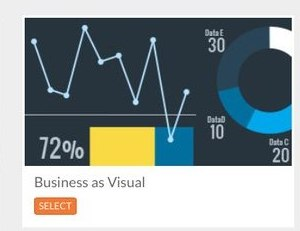 Data E
30
DataD
10
Data C
20
72%
Business as Visual
SELECT